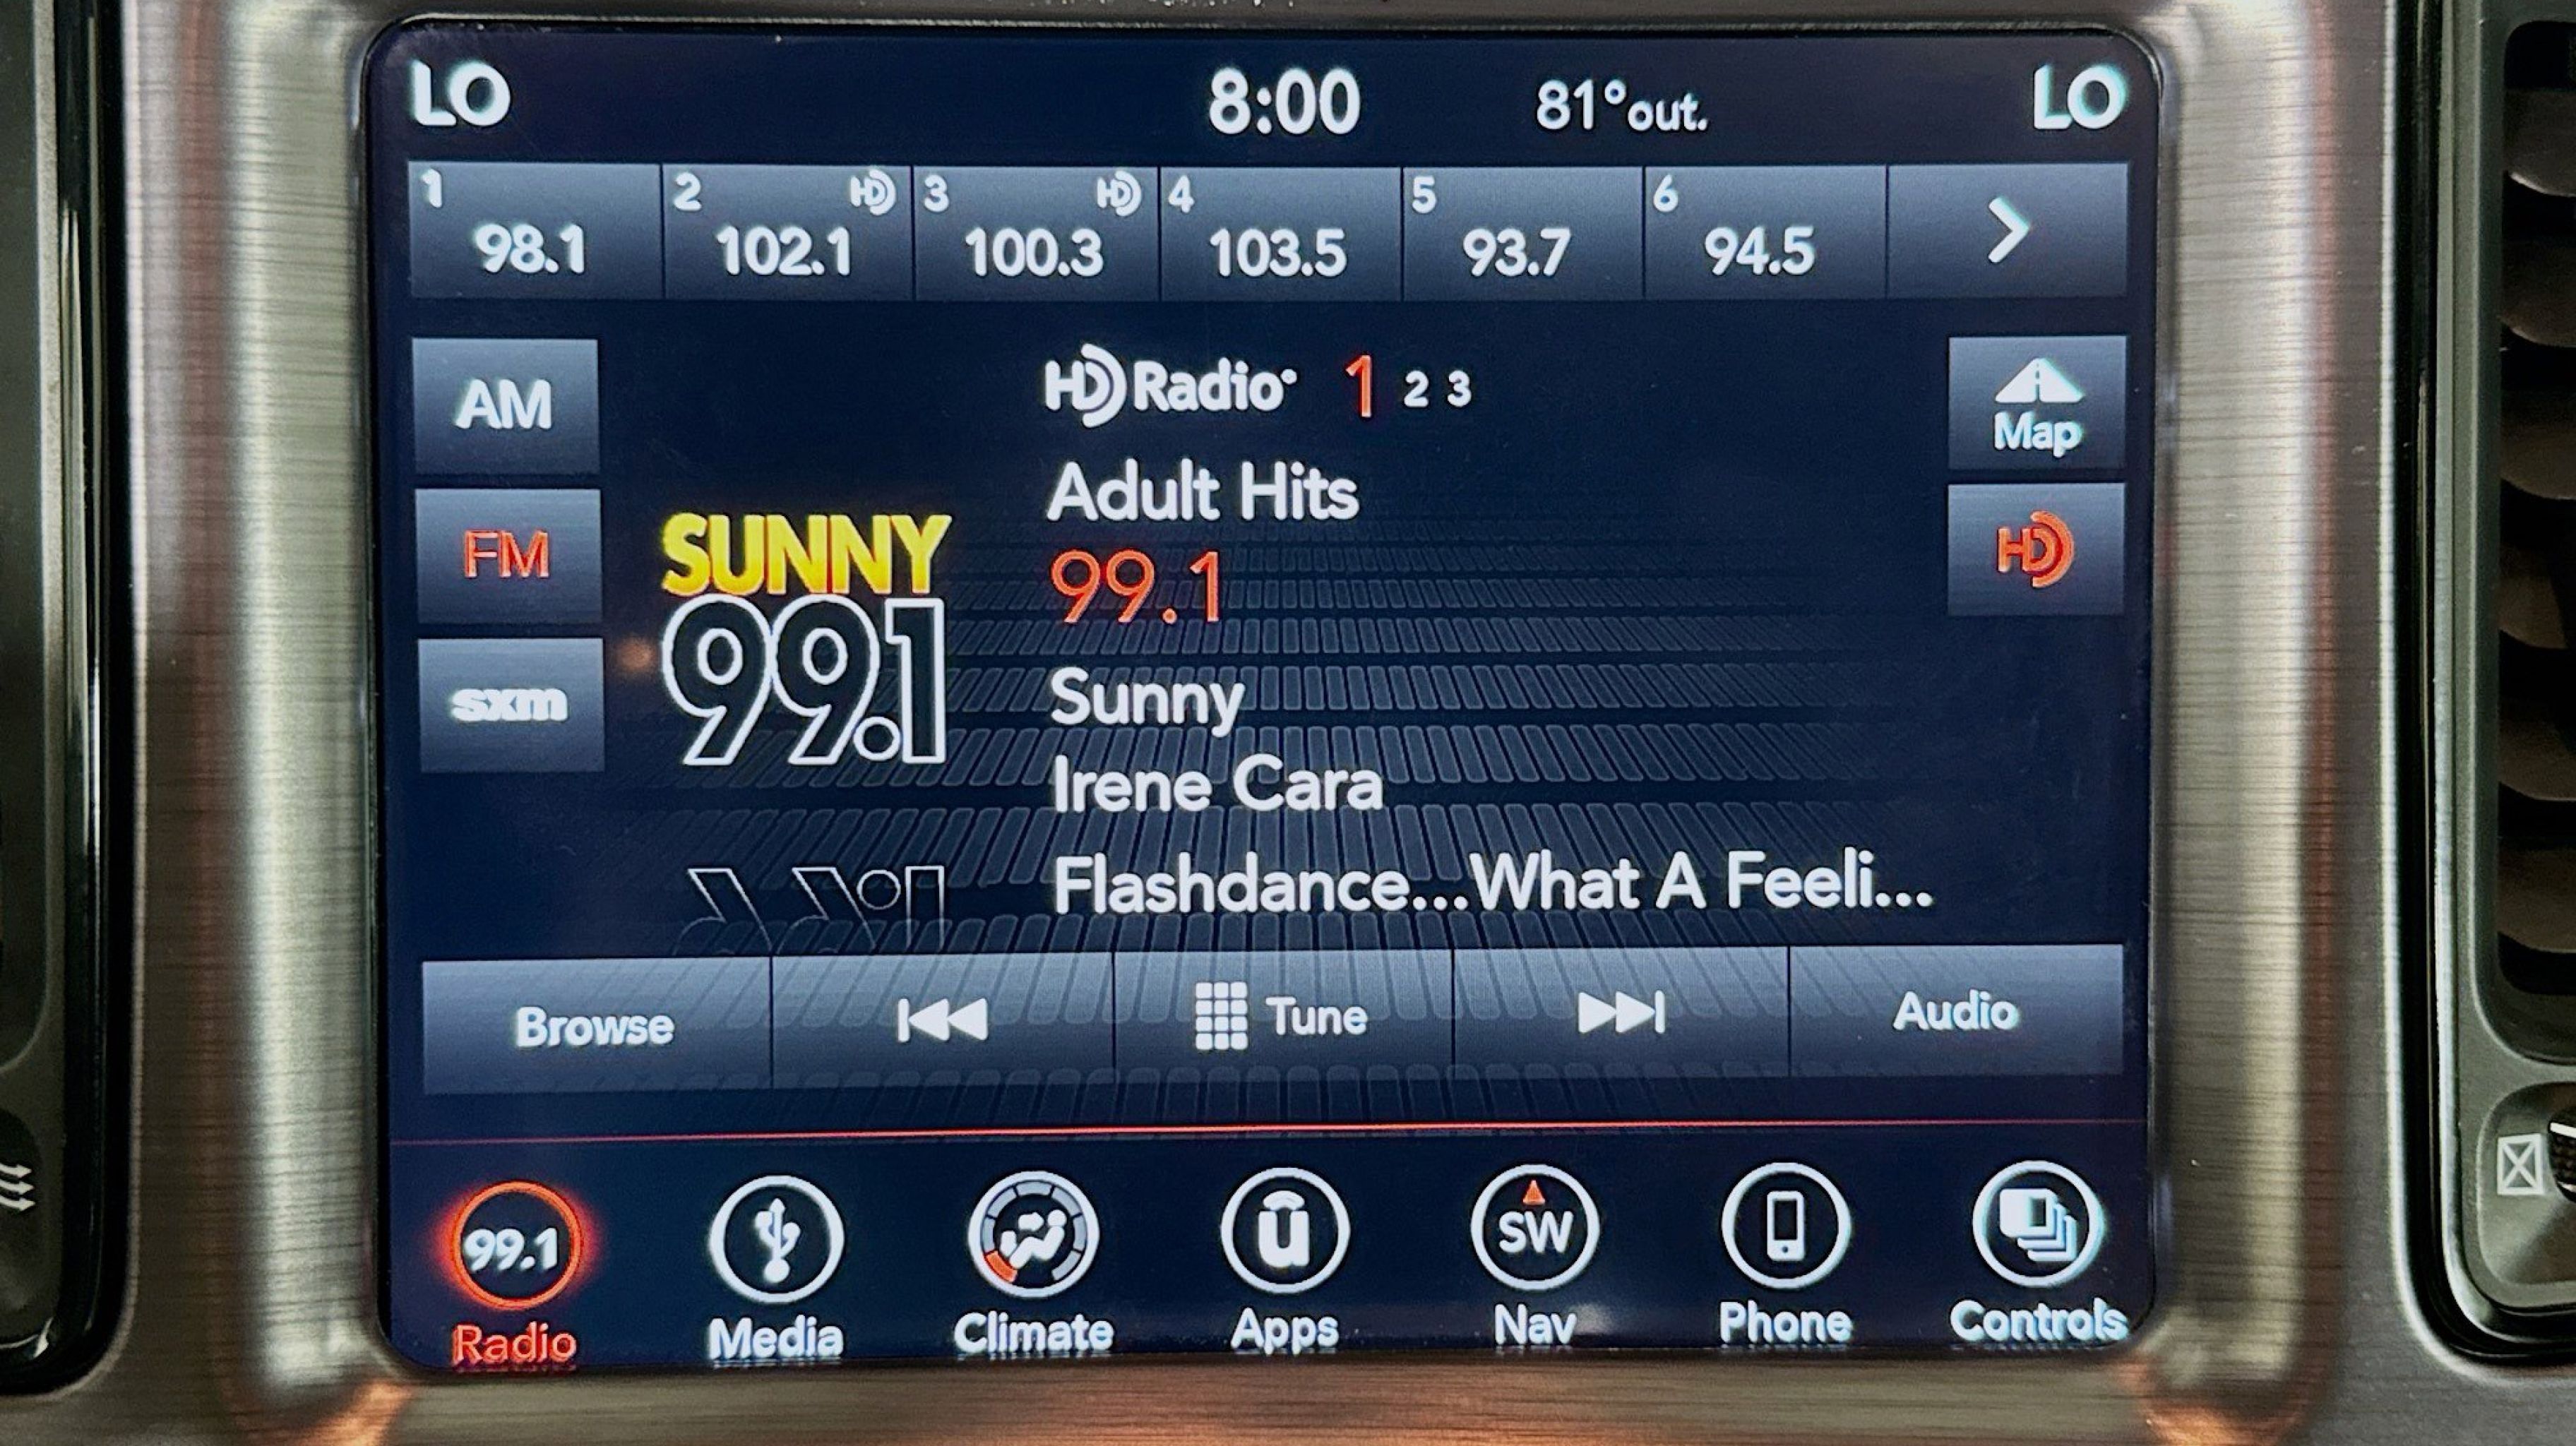 LO 8:00 81°out. LO
1 2 HD 3 HD 4 5 6
98.1 102.1 100.3 103.5 93.7 94.5
HD Radio 1 2 3
AM
Map
Adult Hits
FM
HD
SUNNY
99.1
99.1
sxm
Sunny
Irene Cara
Flashdance...What A Feeli...
Browse Tune Audio
99.1 u SW
Radio Media Climate Apps Nav Phone Controls